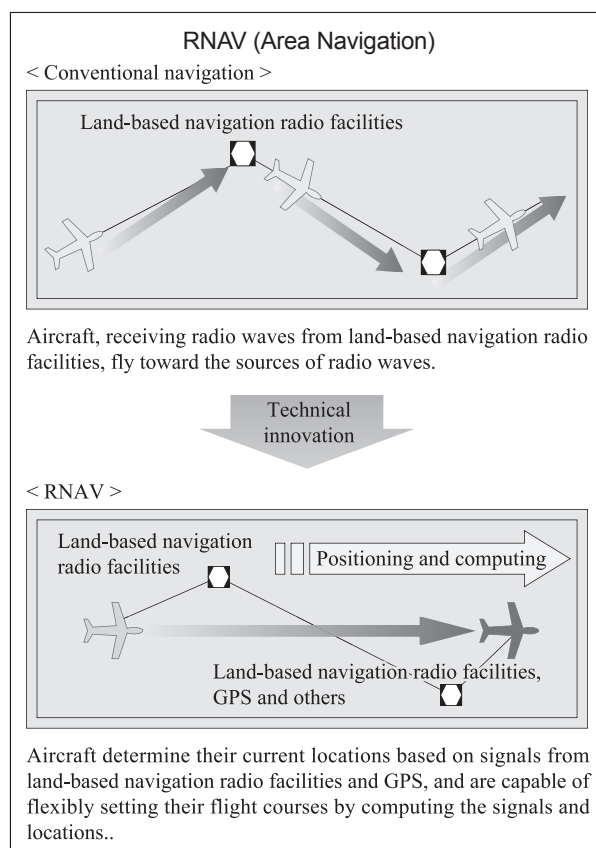 RNAV (Area Navigation)
< Conventional navigation >
Land-based navigation radio facilities
Aircraft, receiving radio waves from land-based navigation radio
facilities, fly toward the sources of radio waves.
Technical
innovation
< RNAV >
Land-based navigation
radio facilities
Positioning and computing
Land-based navigation radio facilities,
GPS and others
Aircraft determine their current locations based on signals from
land-based navigation radio facilities and GPS, and are capable of
flexibly setting their flight courses by computing the signals and
locations..